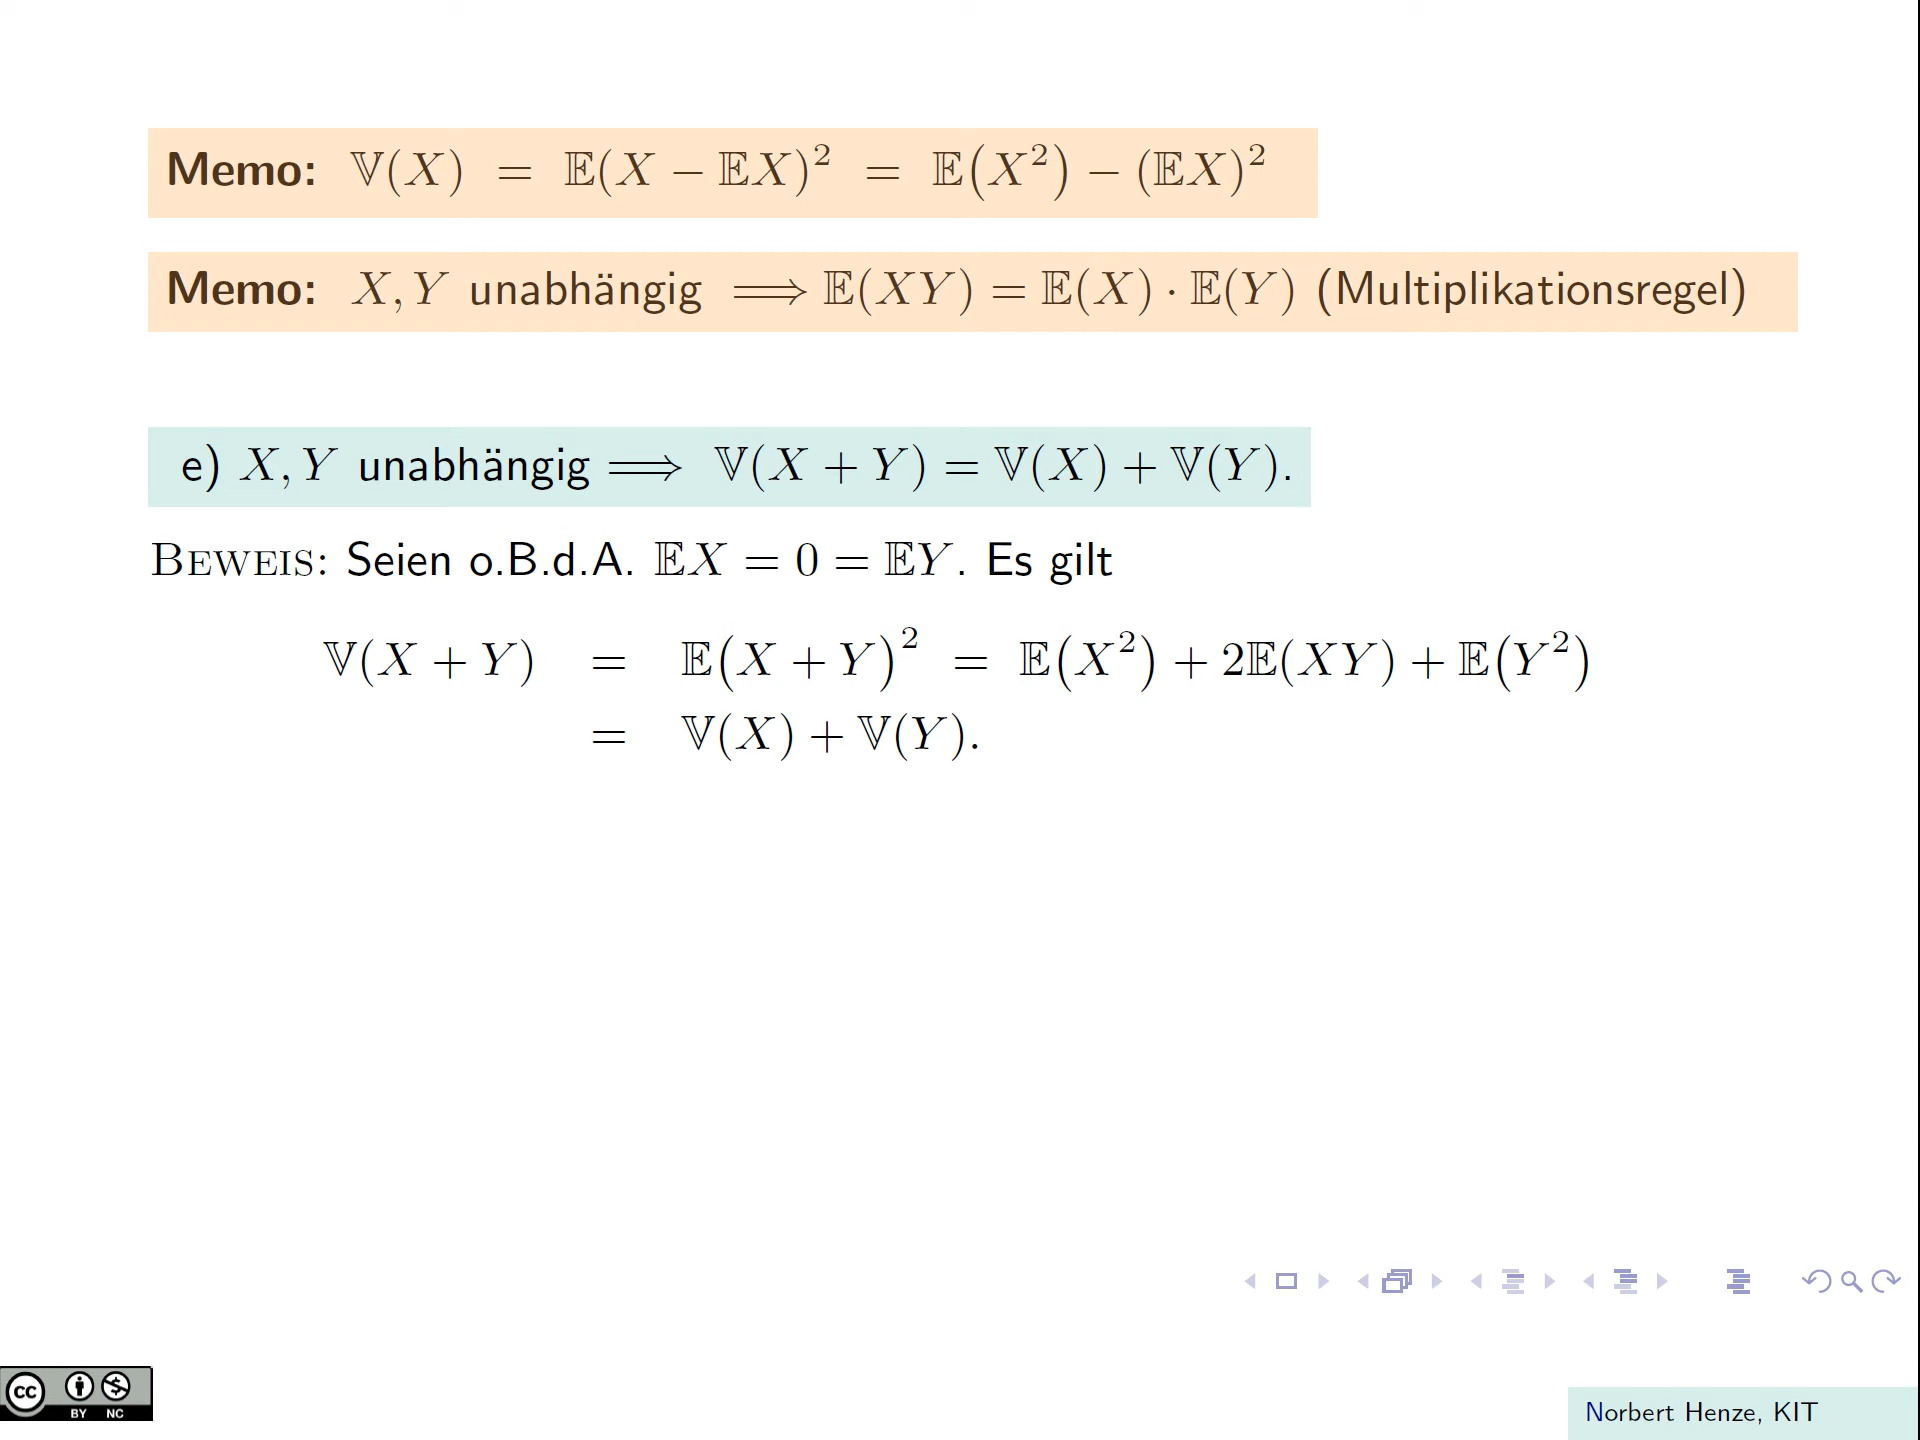 Memo: 𝕍(X) = 𝔼(X − 𝔼X)² = 𝔼(X²) − (𝔼X)²
Memo: X, Y unabhängig ⟹ 𝔼(XY) = 𝔼(X) · 𝔼(Y) (Multiplikationsregel)
e) X, Y unabhängig ⟹ 𝕍(X + Y) = 𝕍(X) + 𝕍(Y).
BEWEIS: Seien o.B.d.A. 𝔼X = 0 = 𝔼Y. Es gilt
𝕍(X + Y) = 𝔼(X + Y)² = 𝔼(X²) + 2𝔼(XY) + 𝔼(Y²)
= 𝕍(X) + 𝕍(Y).
cc BY NC
Norbert Henze, KIT